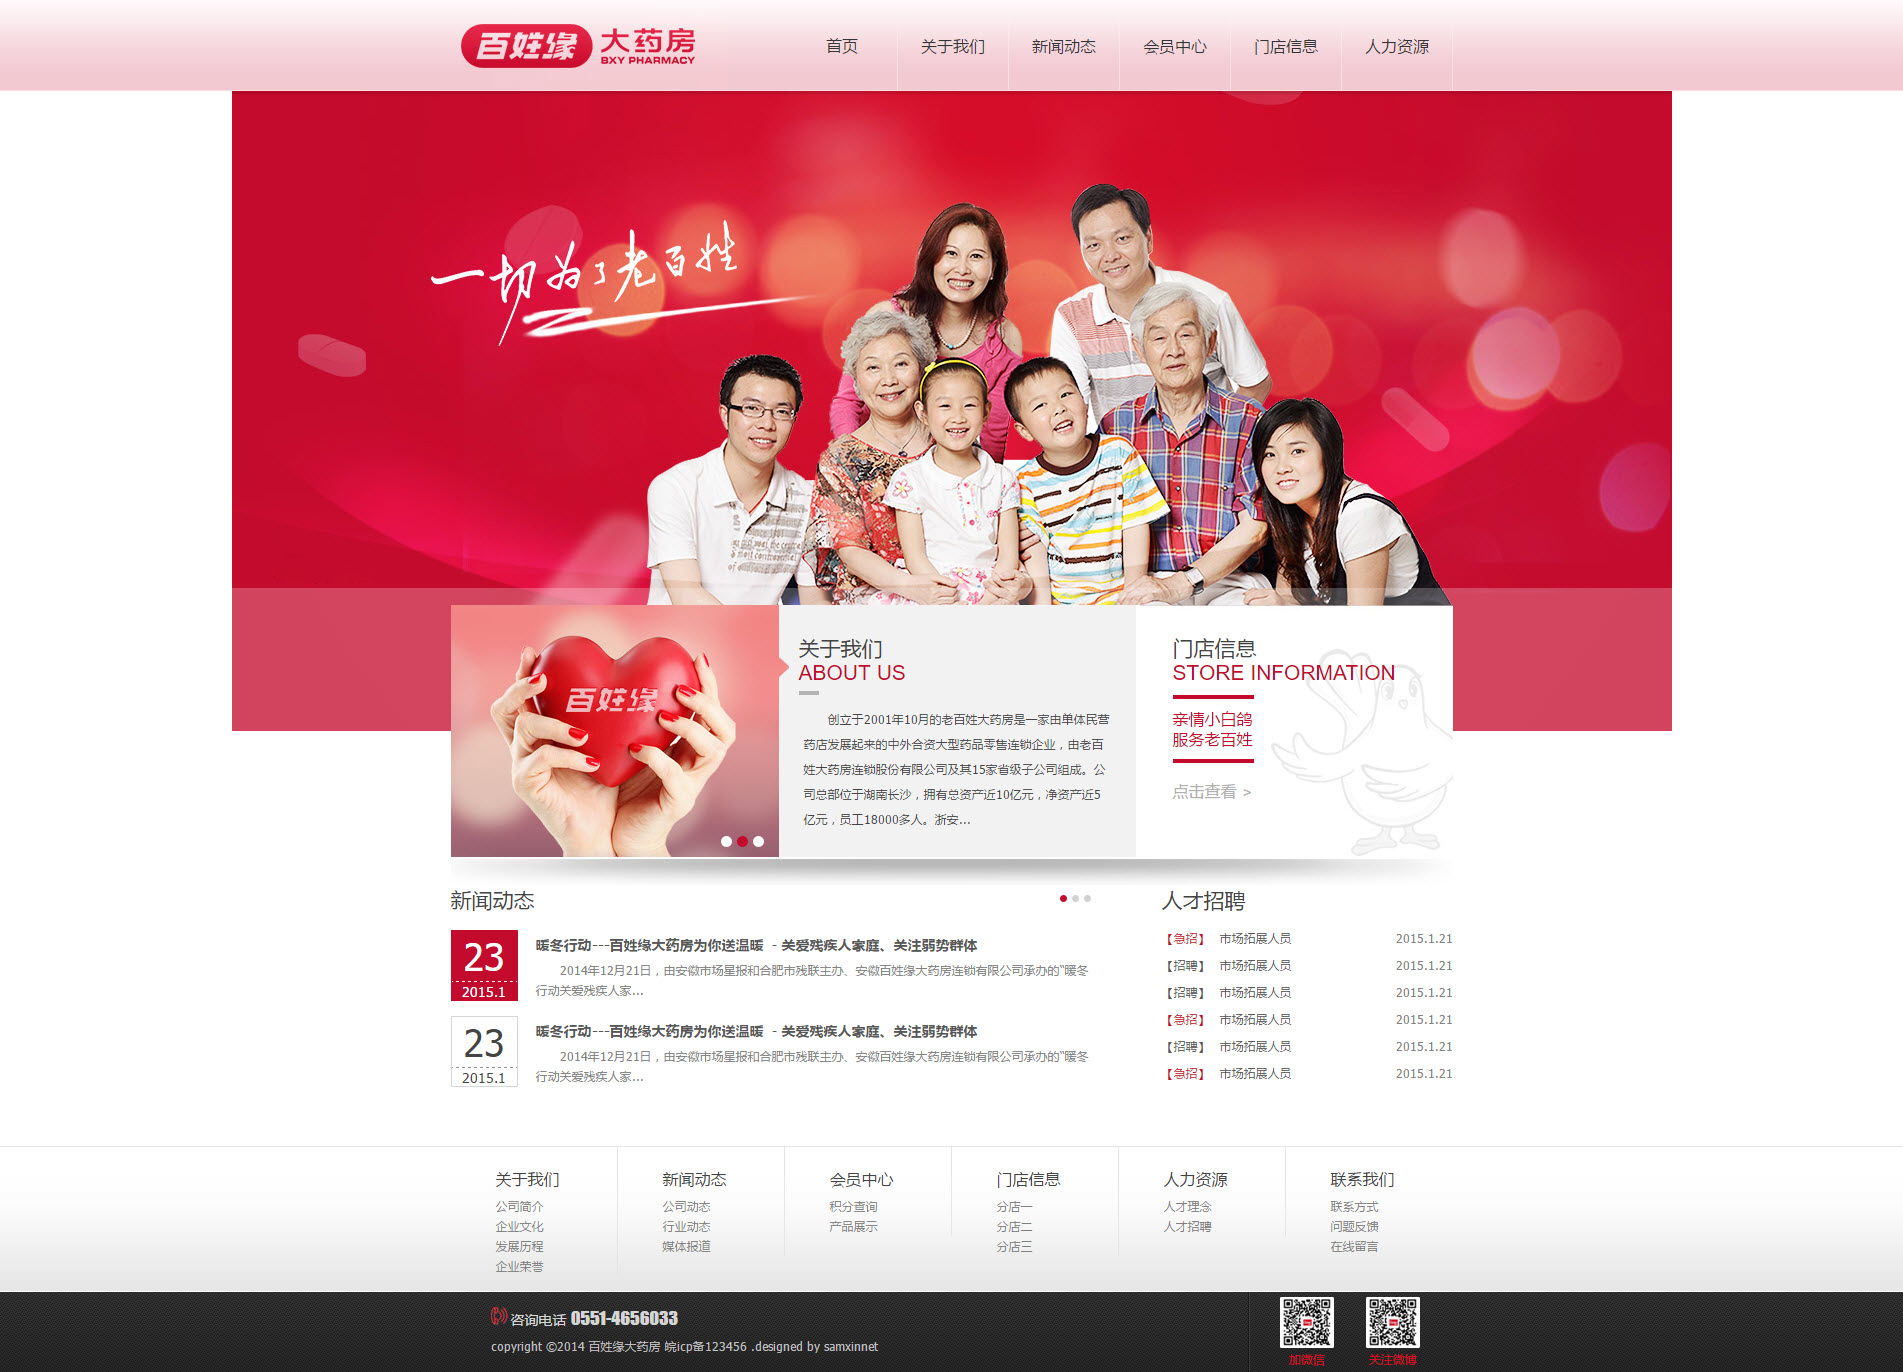 百姓缘 大药房
BXY PHARMACY
首页 关于我们 新闻动态 会员中心 门店信息 人力资源
一切为了老百姓
百姓缘
关于我们
ABOUT US
创立于2001年10月的老百姓大药房是一家由单体民营
药店发展起来的中外合资大型药品零售连锁企业，由老百
姓大药房连锁股份有限公司及其15家省级子公司组成。公
司总部位于湖南长沙，拥有总资产近10亿元，净资产近5
亿元，员工18000多人。浙安...
门店信息
STORE INFORMATION
亲情小白鸽
服务老百姓
点击查看 >
新闻动态
23
2015.1
暖冬行动---百姓缘大药房为你送温暖 - 关爱残疾人家庭、关注弱势群体
2014年12月21日，由安徽市场星报和合肥市残联主办、安徽百姓缘大药房连锁有限公司承办的“暖冬
行动关爱残疾人家...
23
2015.1
暖冬行动---百姓缘大药房为你送温暖 - 关爱残疾人家庭、关注弱势群体
2014年12月21日，由安徽市场星报和合肥市残联主办、安徽百姓缘大药房连锁有限公司承办的“暖冬
行动关爱残疾人家...
人才招聘
【急招】 市场拓展人员 2015.1.21
【招聘】 市场拓展人员 2015.1.21
【招聘】 市场拓展人员 2015.1.21
【急招】 市场拓展人员 2015.1.21
【招聘】 市场拓展人员 2015.1.21
【急招】 市场拓展人员 2015.1.21
关于我们
公司简介
企业文化
发展历程
企业荣誉
新闻动态
公司动态
行业动态
媒体报道
会员中心
积分查询
产品展示
门店信息
分店一
分店二
分店三
人力资源
人才理念
人才招聘
联系我们
联系方式
问题反馈
在线留言
咨询电话 0551-4656033
copyright ©2014 百姓缘大药房 皖icp备123456 .designed by samxinnet
加微信
关注微博